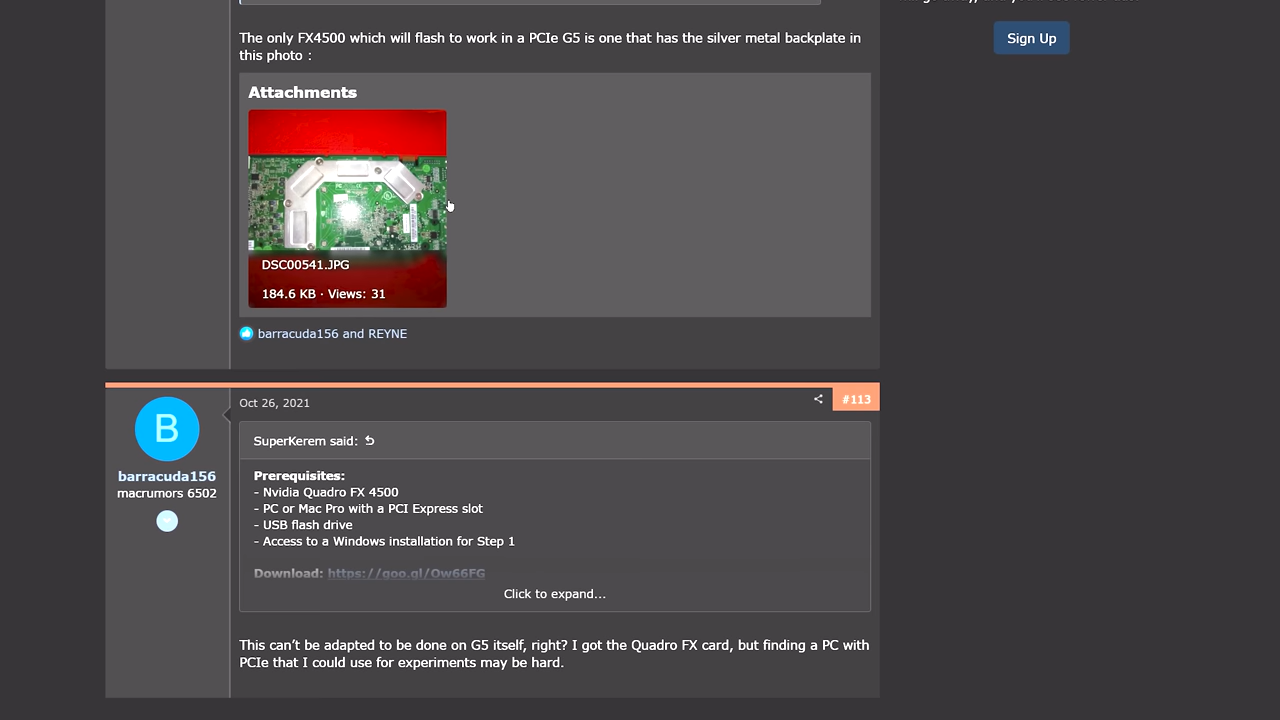 Sign Up
The only FX4500 which will flash to work in a PCIe G5 is one that has the silver metal backplate in
this photo :
Attachments
DSC00541.JPG
184.6 KB · Views: 31
barracuda156 and REYNE
Oct 26, 2021
#113
B
barracuda156
macrumors 6502
SuperKerem said:
Prerequisites:
- Nvidia Quadro FX 4500
- PC or Mac Pro with a PCI Express slot
- USB flash drive
- Access to a Windows installation for Step 1
Download: https://goo.gl/Ow66FG
Click to expand...
This can't be adapted to be done on G5 itself, right? I got the Quadro FX card, but finding a PC with
PCIe that I could use for experiments may be hard.